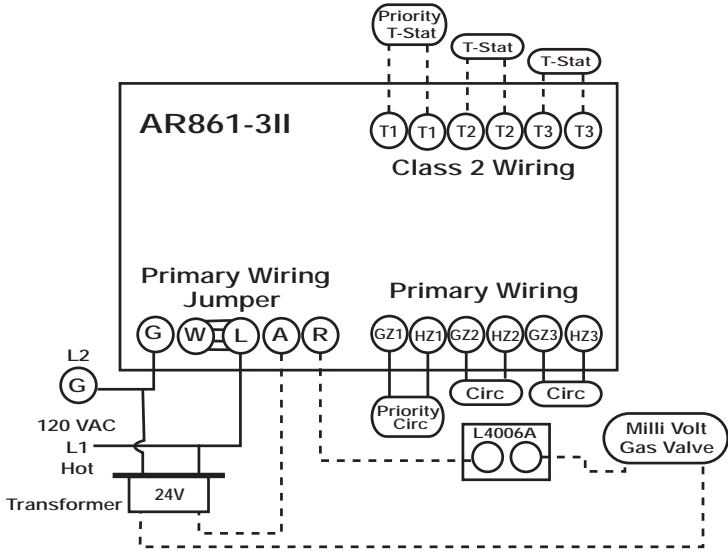 Priority
T-Stat
T-Stat
T-Stat
AR861-3II
T1 T1 T2 T2 T3 T3
Class 2 Wiring
Primary Wiring
Jumper
Primary Wiring
G W L A R
GZ1 HZ1 GZ2 HZ2 GZ3 HZ3
L2
G
Priority
Circ
Circ
Circ
120 VAC
L1
Hot
L4006A
Milli Volt
Gas Valve
Transformer
24V